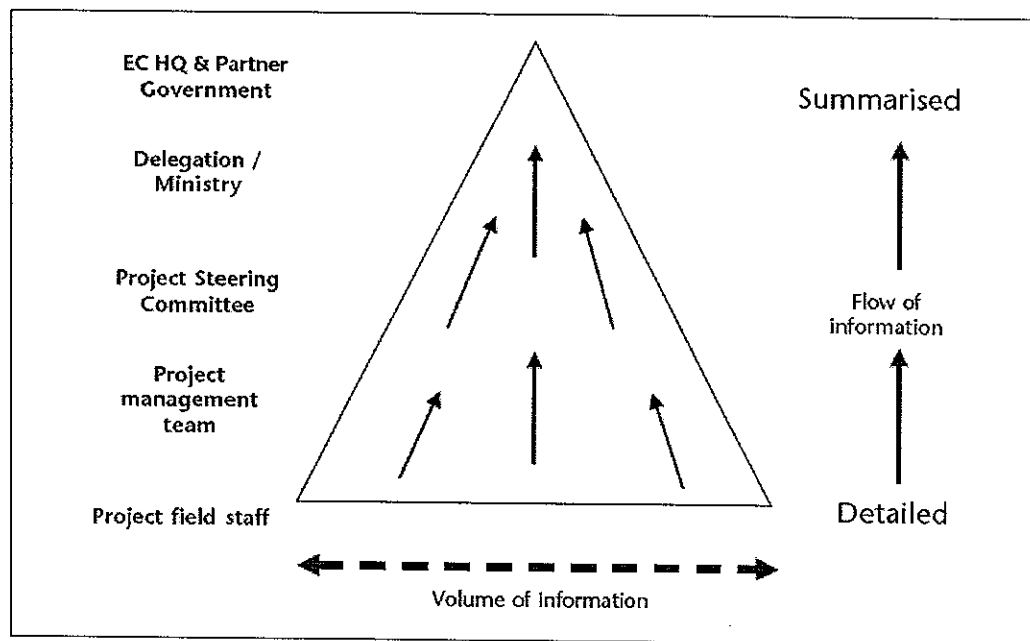 EC HQ & Partner
Government
Delegation /
Ministry
Project Steering
Committee
Project
management
team
Project field staff
Summarised
Flow of
information
Detailed
Volume of Information